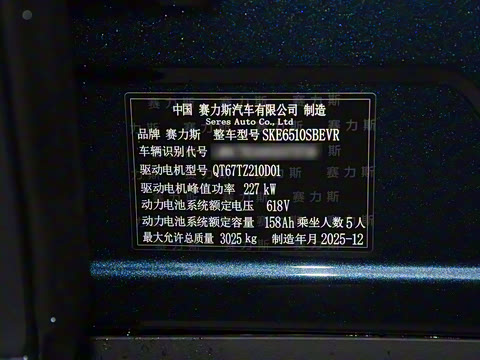 中国 赛力斯汽车有限公司 制造
Seres Auto Co., Ltd
品牌 赛力斯 整车型号 SKE6510SBEVR
车辆识别代号
驱动电机型号 QT67TZ210D01
驱动电机峰值功率 227 kW
动力电池系统额定电压 618V
动力电池系统额定容量 158Ah 乘坐人数 5 人
最大允许总质量 3025 kg 制造年月 2025-12